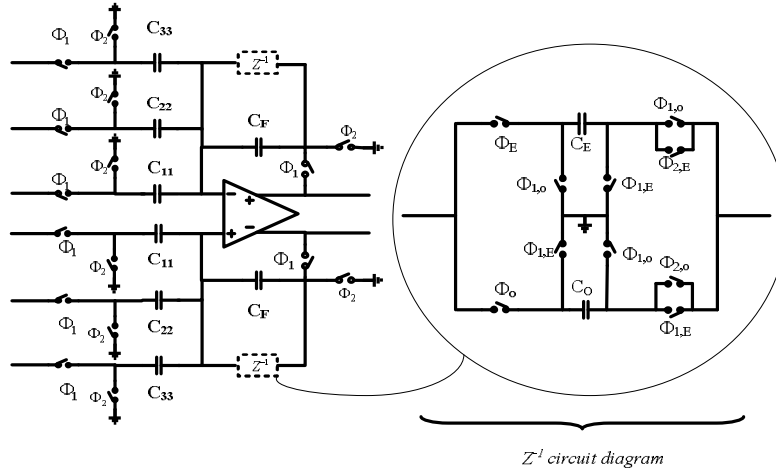 Φ1 Φ2 C33 Z⁻¹
Φ1 Φ2 C22
CF Φ2
Φ1 Φ2 C11 Φ1
− +
+ −
Φ1 Φ2 C11 Φ1
CF Φ2
Φ1 Φ2 C22
Z⁻¹
Φ1 Φ2 C33
ΦE CE Φ1,o
Φ2,E
Φ1,o Φ1,E
Φ1,E Φ1,o
Φo CO Φ2,o
Φ1,E
Z⁻¹ circuit diagram